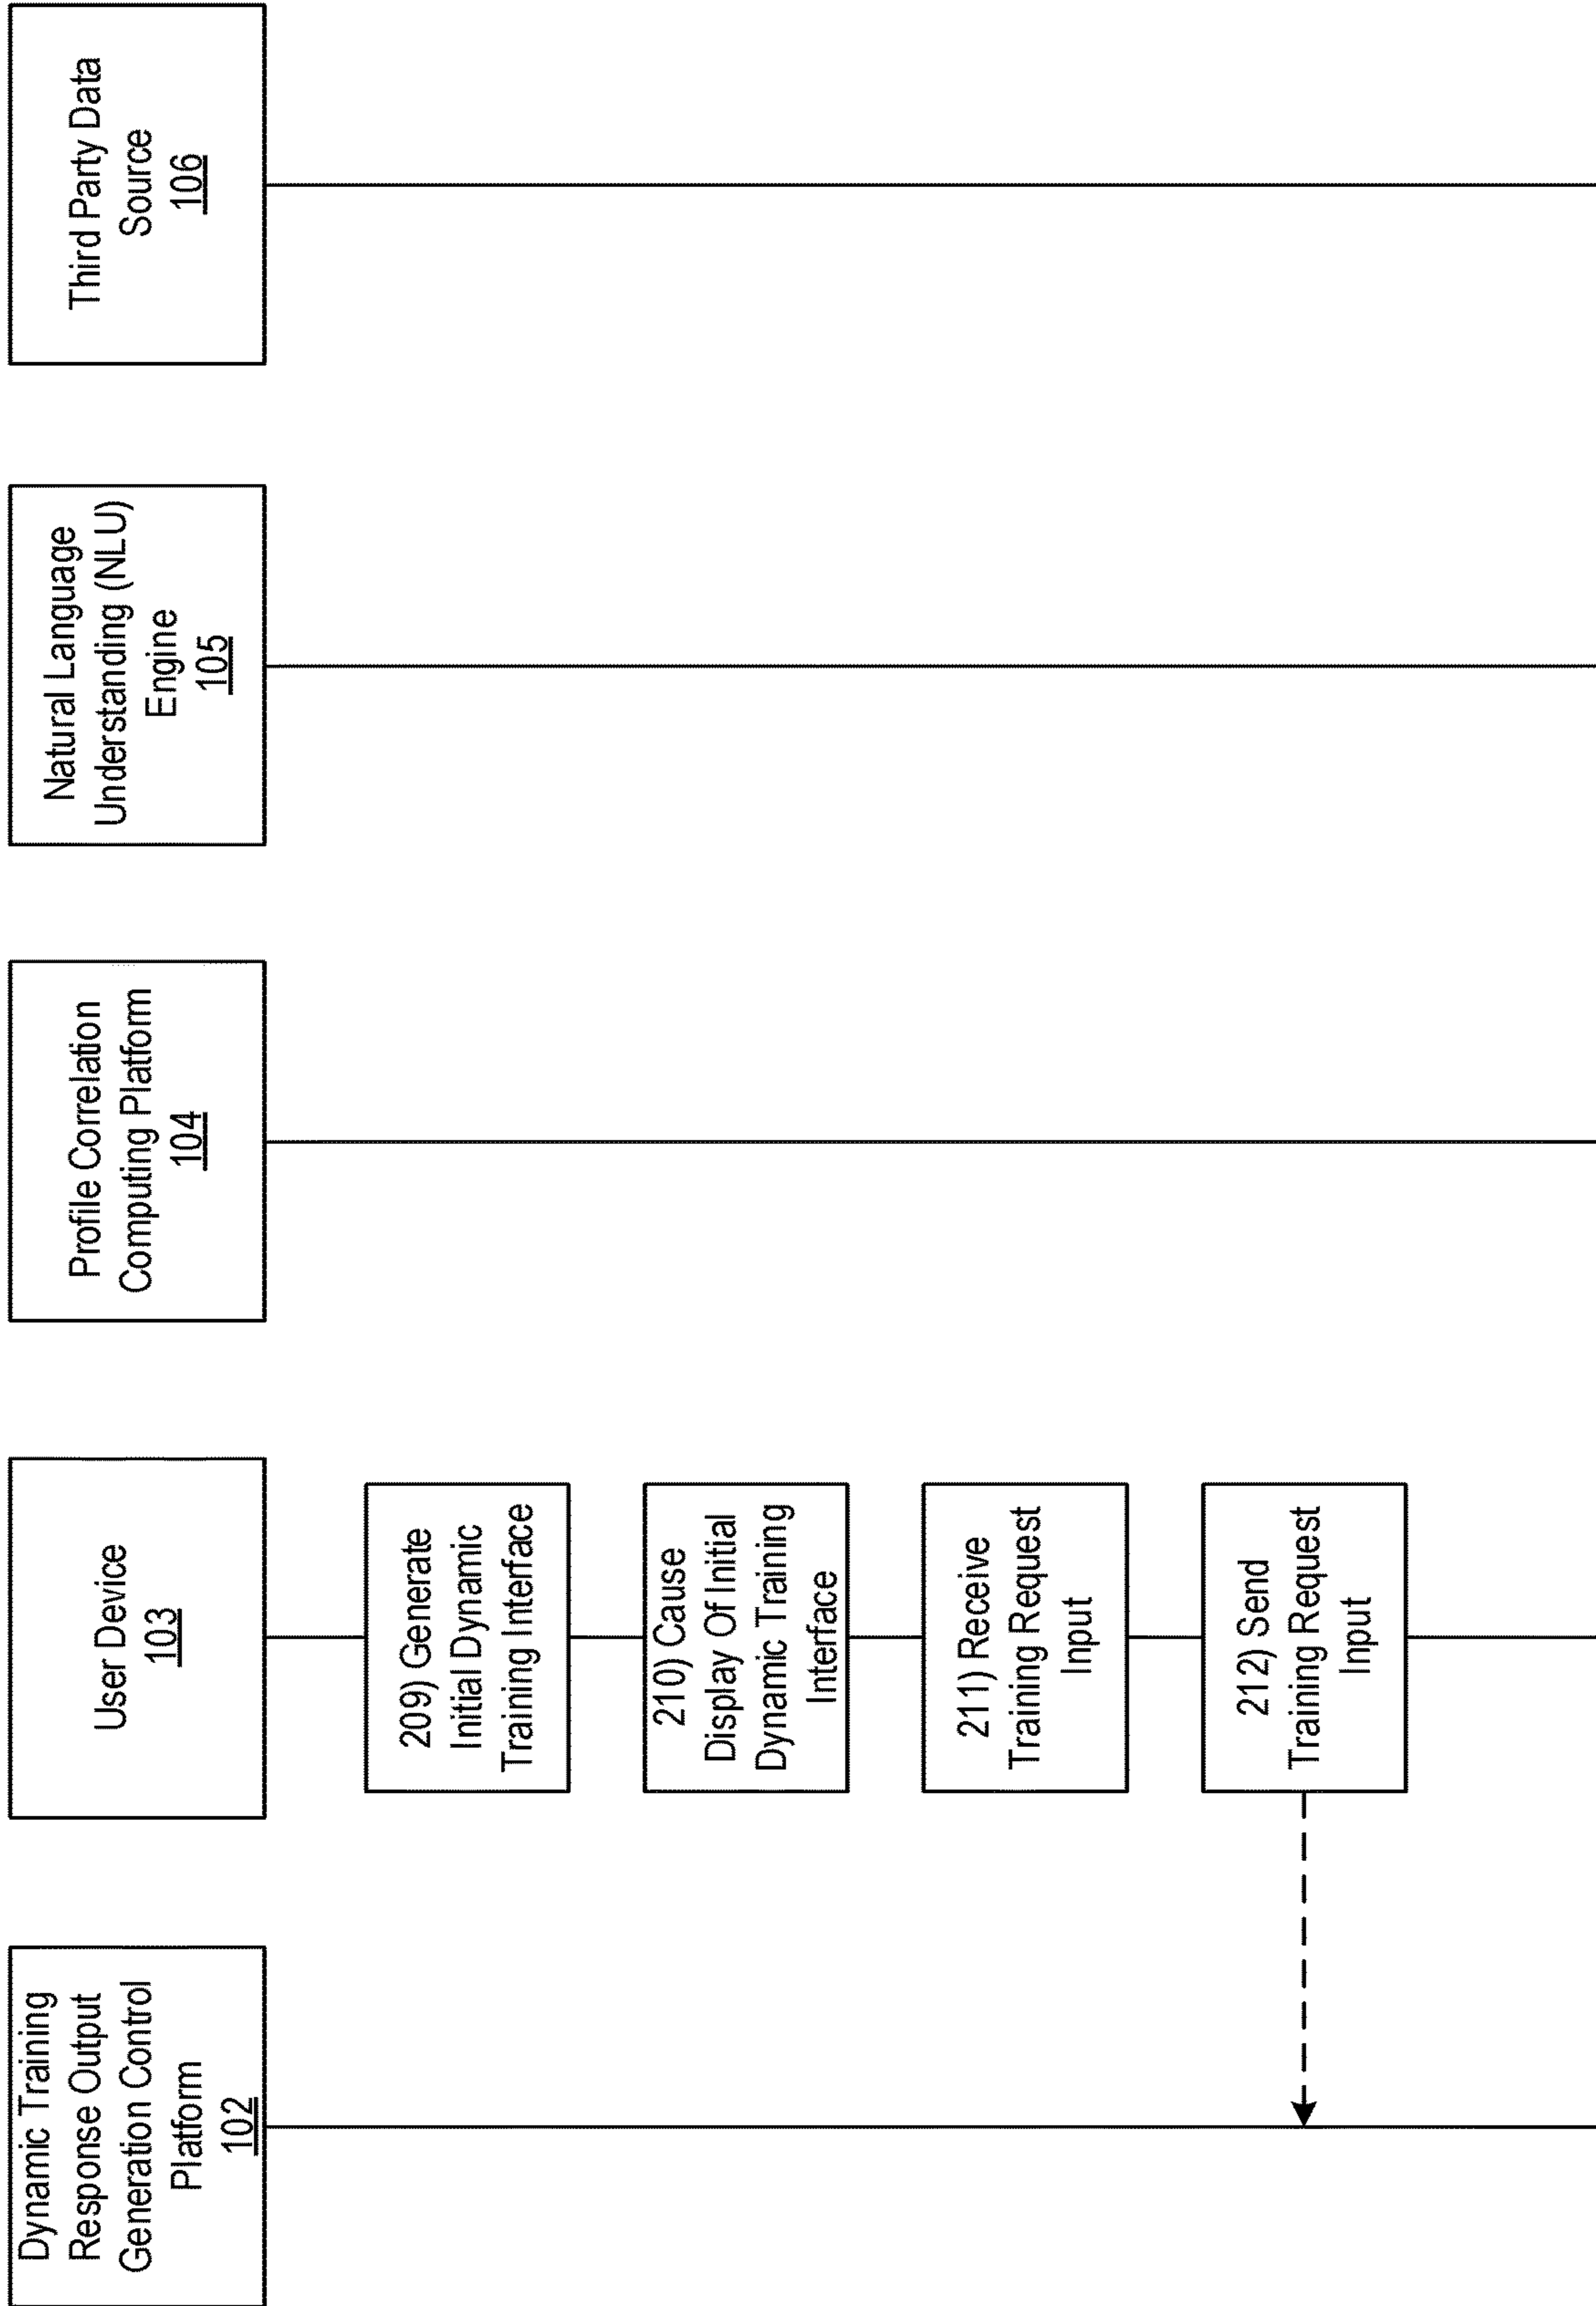 Dynamic Training
Response Output
Generation Control
Platform
102
User Device
103
Profile Correlation
Computing Platform
104
Natural Language
Understanding (NLU)
Engine
105
Third Party Data
Source
106
209) Generate
Initial Dynamic
Training Interface
210) Cause
Display Of Initial
Dynamic Training
Interface
211) Receive
Training Request
Input
212) Send
Training Request
Input